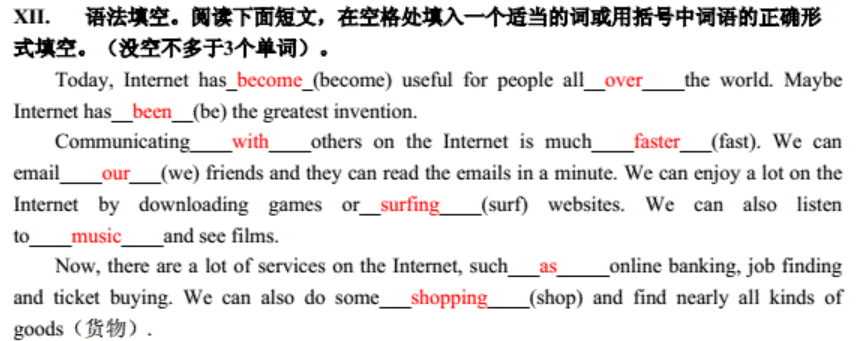 XII. 语法填空。阅读下面短文，在空格处填入一个适当的词或用括号中词语的正确形
式填空。（没空不多于3个单词）。
Today, Internet has_become_(become) useful for people all__over____the world. Maybe
Internet has__been__(be) the greatest invention.
Communicating____with____others on the Internet is much____faster___(fast). We can
email____our___(we) friends and they can read the emails in a minute. We can enjoy a lot on the
Internet by downloading games or__surfing____(surf) websites. We can also listen
to____music____and see films.
Now, there are a lot of services on the Internet, such___as_____online banking, job finding
and ticket buying. We can also do some___shopping____(shop) and find nearly all kinds of
goods（货物）.